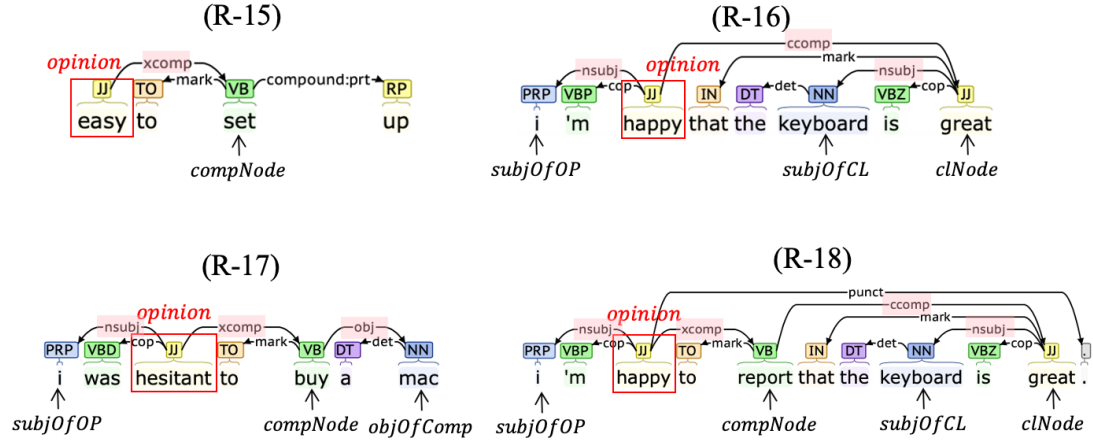 (R-15)
opinion
xcomp
mark compound:prt
JJ TO VB RP
easy to set up
compNode
(R-16)
ccomp
mark
nsubj opinion nsubj
cop det cop
PRP VBP JJ IN DT NN VBZ JJ
i 'm happy that the keyboard is great
subjOfOP subjOfCL clNode
(R-17)
opinion
nsubj xcomp obj
cop mark det
PRP VBD JJ TO VB DT NN
i was hesitant to buy a mac
subjOfOP compNode objOfComp
(R-18)
punct
ccomp
opinion mark
nsubj xcomp nsubj
cop mark det cop
PRP VBP JJ TO VB IN DT NN VBZ JJ .
i 'm happy to report that the keyboard is great .
subjOfOP compNode subjOfCL clNode